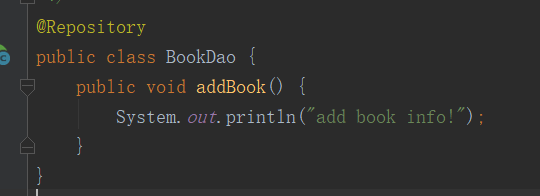 @Repository
public class BookDao {
public void addBook() {
System.out.println("add book info!");
}
}